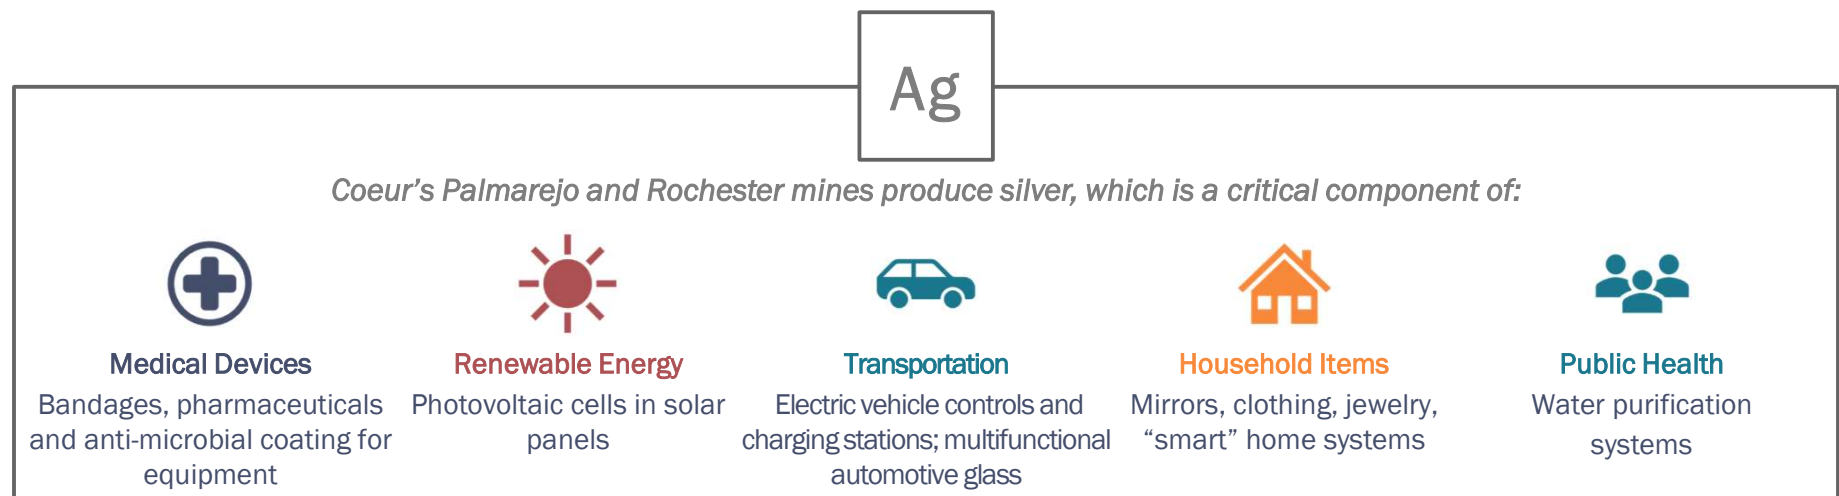 Ag
Coeur’s Palmarejo and Rochester mines produce silver, which is a critical component of:
Medical Devices
Bandages, pharmaceuticals
and anti-microbial coating for
equipment
Renewable Energy
Photovoltaic cells in solar
panels
Transportation
Electric vehicle controls and
charging stations; multifunctional
automotive glass
Household Items
Mirrors, clothing, jewelry,
“smart” home systems
Public Health
Water purification
systems